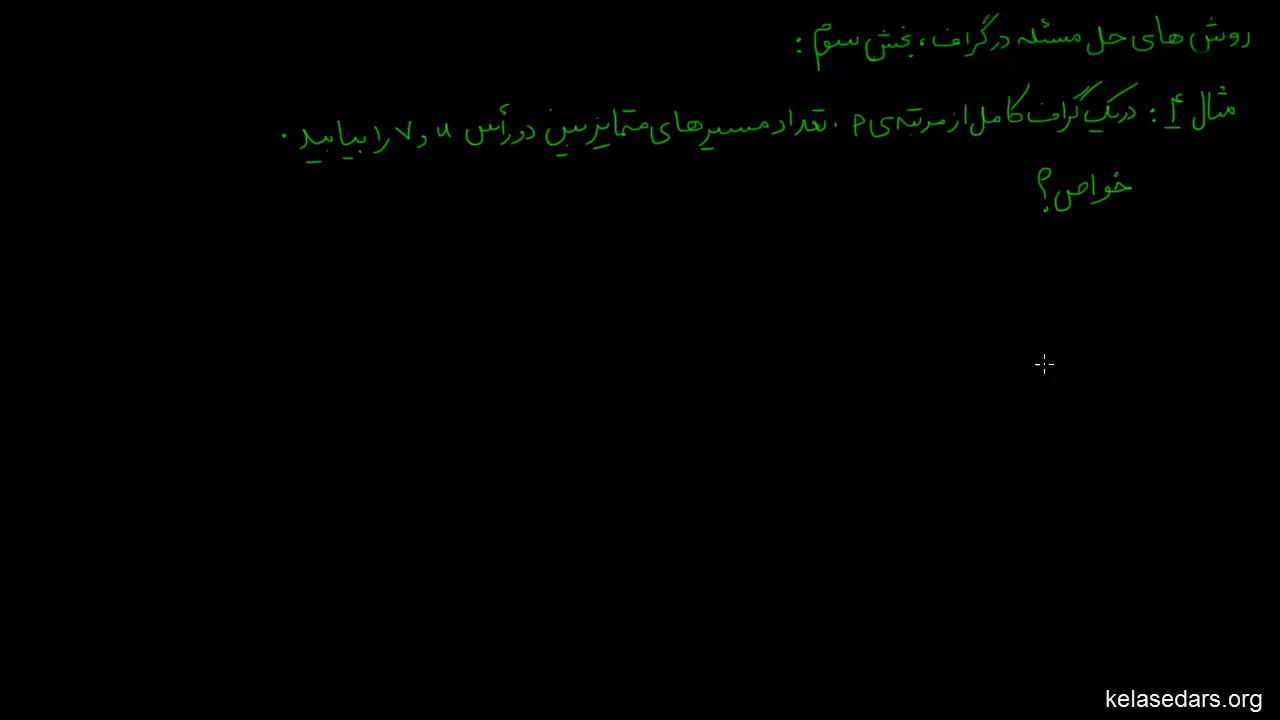 روش های حل مسئله در گراف ، بخش سوم :
مثال ۴ : در یک گراف کامل از مرتبه ی p ، تعداد مسیرهای متمایز بین دو رأس u و v را بیابید .
خواص ؟
kelasedars.org